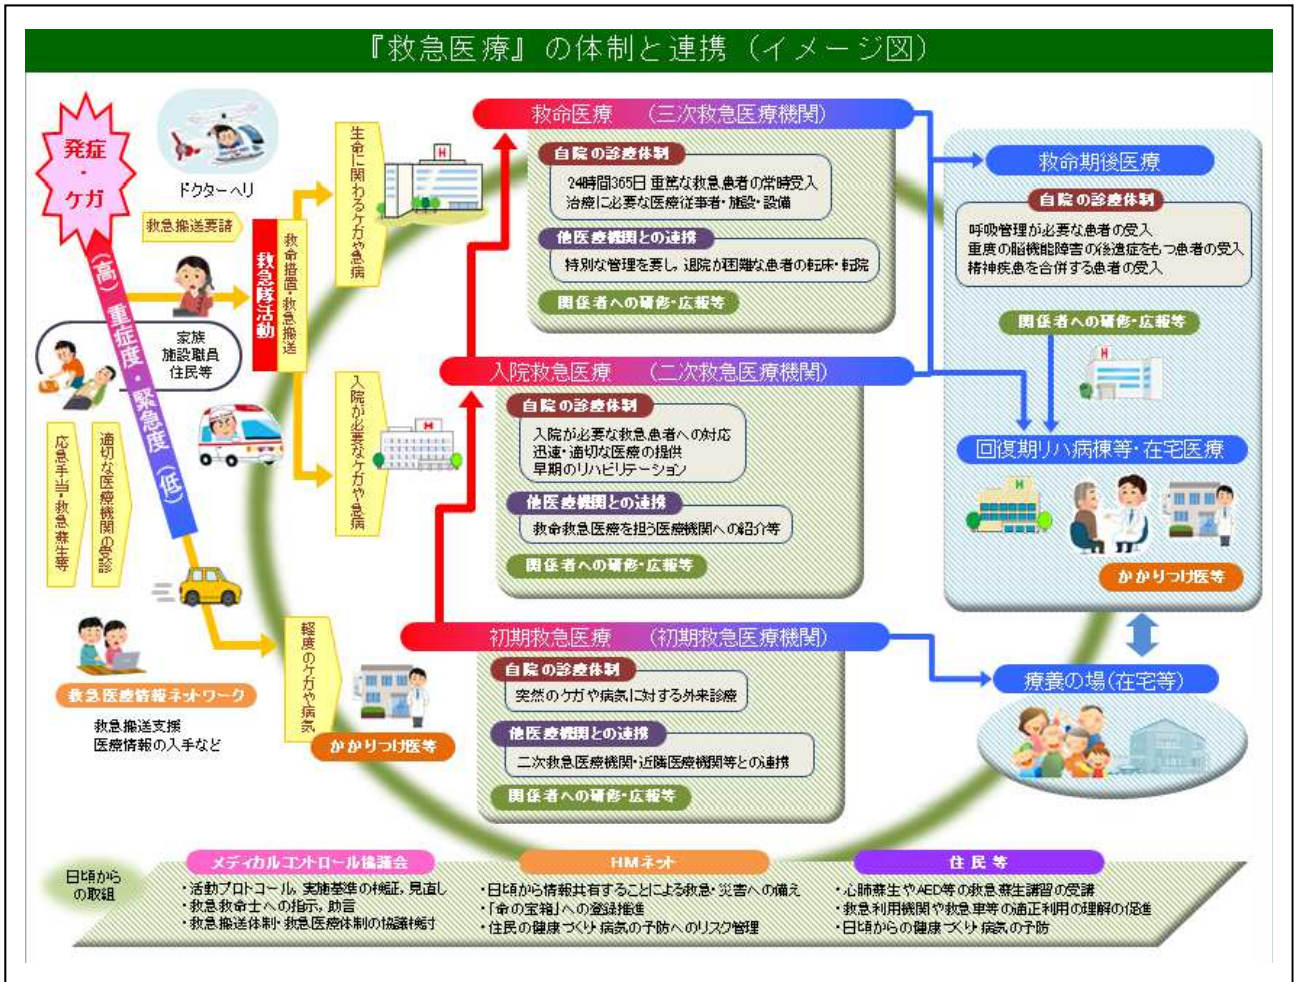 『救急医療』の体制と連携（イメージ図）
発症
・
ケガ
ドクターヘリ
救急搬送要請
救急隊活動
救命措置・救急搬送
（高）重症度・緊急度（低）
家族
施設職員
住民等
応急手当・救急蘇生等
適切な医療機関の受診
救急医療情報ネットワーク
救急搬送支援
医療情報の入手など
生命に関わるケガや急病
H
入院が必要なケガや急病
H
軽度のケガや病気
かかりつけ医等
救命医療　（三次救急医療機関）
自院の診療体制
24時間365日 重篤な救急患者の常時受入
治療に必要な医療従事者・施設・設備
他医療機関との連携
特別な管理を要し，退院が困難な患者の転床・転院
関係者への研修・広報等
入院救急医療　（二次救急医療機関）
自院の診療体制
入院が必要な救急患者への対応
迅速・適切な医療の提供
早期のリハビリテーション
他医療機関との連携
救命救急医療を担う医療機関への紹介等
関係者への研修・広報等
初期救急医療　（初期救急医療機関）
自院の診療体制
突然のケガや病気に対する外来診療
他医療機関との連携
二次救急医療機関・近隣医療機関等との連携
関係者への研修・広報等
救命期後医療
自院の診療体制
呼吸管理が必要な患者の受入
重度の脳機能障害の後遺症をもつ患者の受入
精神疾患を合併する患者の受入
関係者への研修・広報等
H
回復期リハ病棟等・在宅医療
H
かかりつけ医等
療養の場（在宅等）
日頃から
の取組
メディカルコントロール協議会
・活動プロトコール，実施基準の検証，見直し
・救急救命士への指示，助言
・救急搬送体制・救急医療体制の協議検討
HMネット
・日頃から情報共有することによる救急・災害への備え
・「命の宝箱」への登録推進
・住民の健康づくり・病気の予防へのリスク管理
住民等
・心肺蘇生やAED等の救急蘇生講習の受講
・救急利用機関や救急車等の適正利用の理解の促進
・日頃からの健康づくり・病気の予防